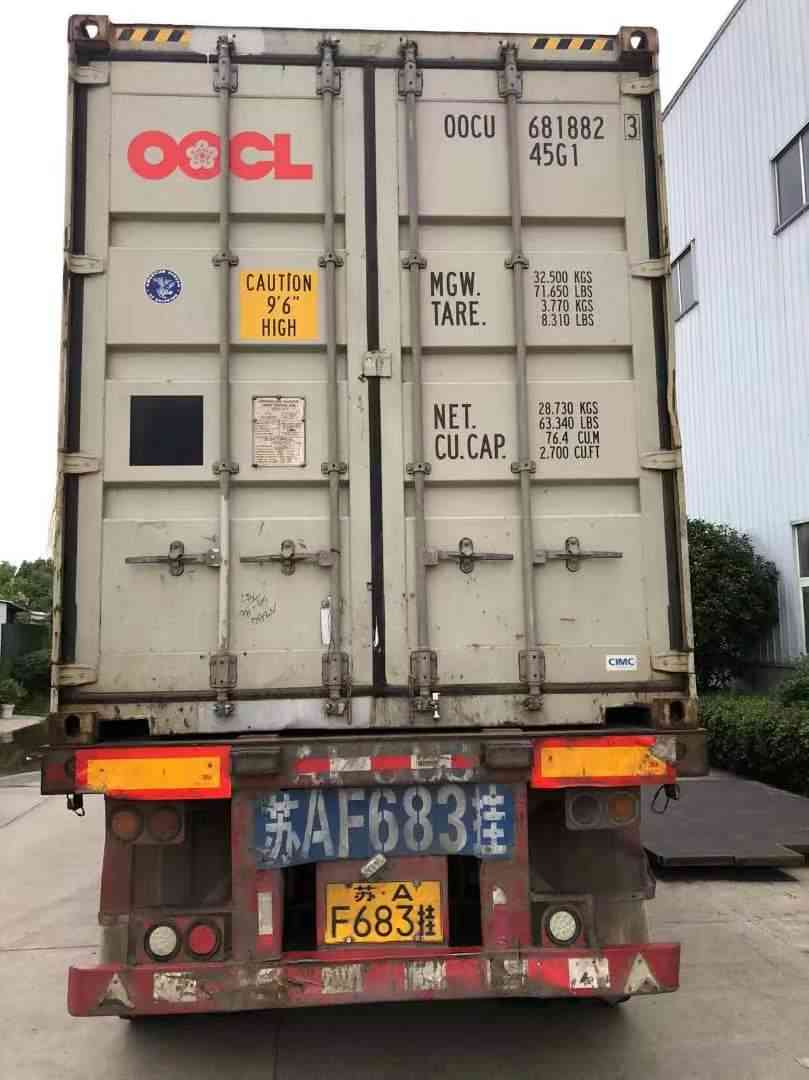 OOCL
OOCU 681882 3
45G1
CAUTION
9'6"
HIGH
MGW. 32.500 KGS
71.650 LBS
TARE. 3.770 KGS
8.310 LBS
NET. 28.730 KGS
63.340 LBS
CU.CAP. 76.4 CU.M
2.700 CU.FT
CIMC
苏AF683挂
苏·A
F683挂